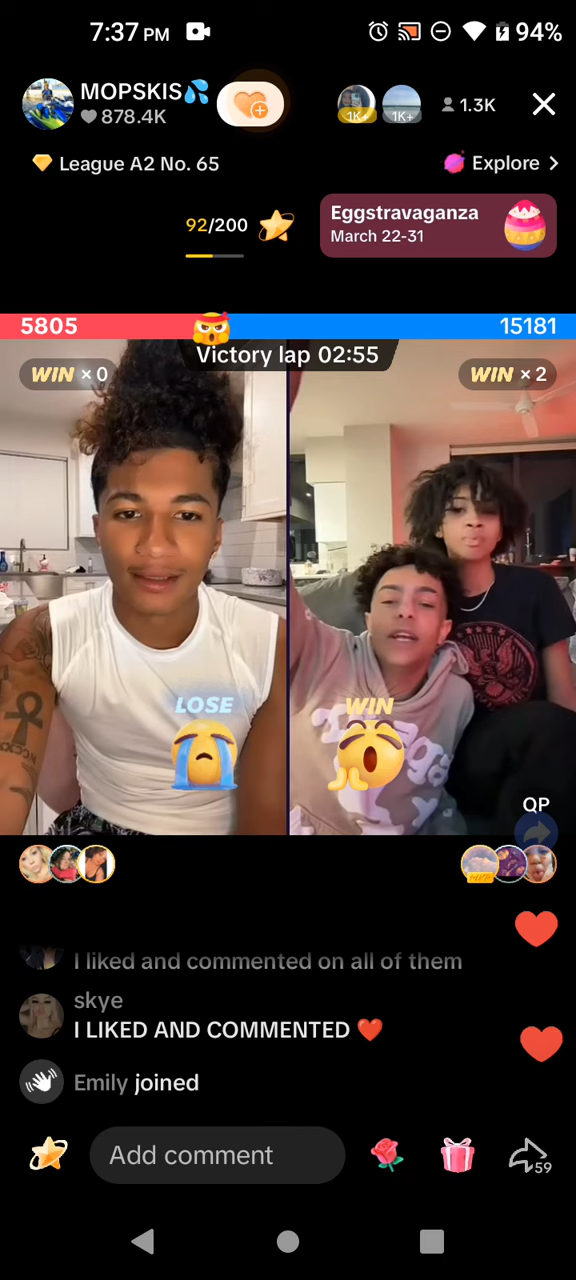 7:37 PM
94%
MOPSKIS💦
878.4K
1K+
1K+
1.3K
League A2 No. 65
Explore >
92/200
Eggstravaganza
March 22-31
5805
15181
Victory lap 02:55
WIN × 0
WIN × 2
LOSE
WIN
QP
I liked and commented on all of them
skye
I LIKED AND COMMENTED ❤️
Emily joined
Add comment
59